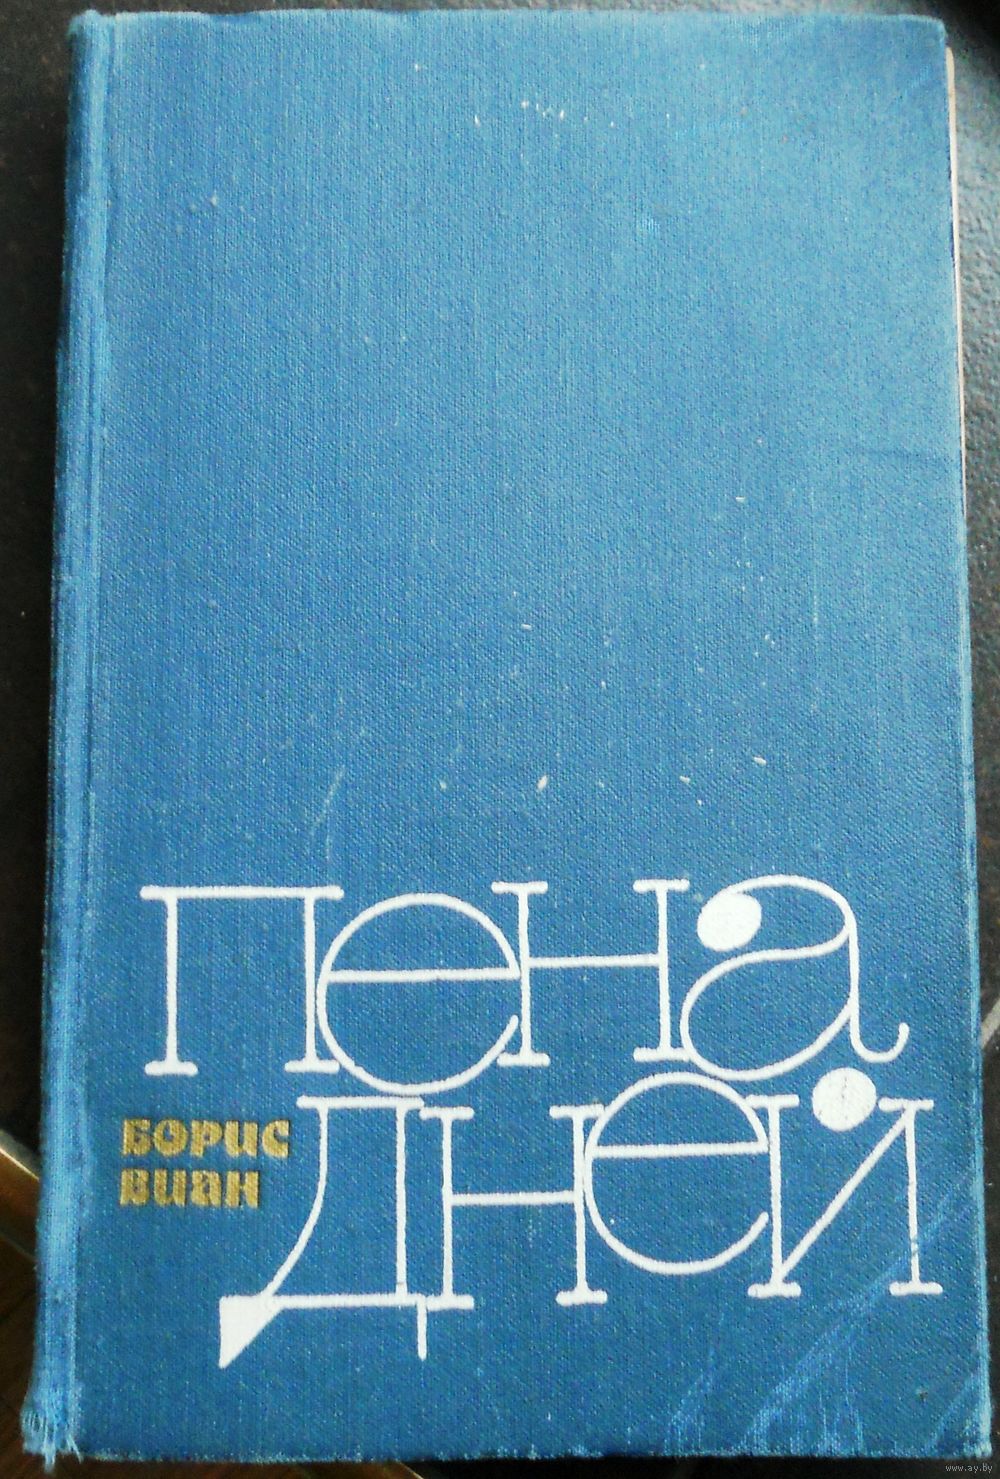 пена
Борис
Виан
дней
www.ay.by